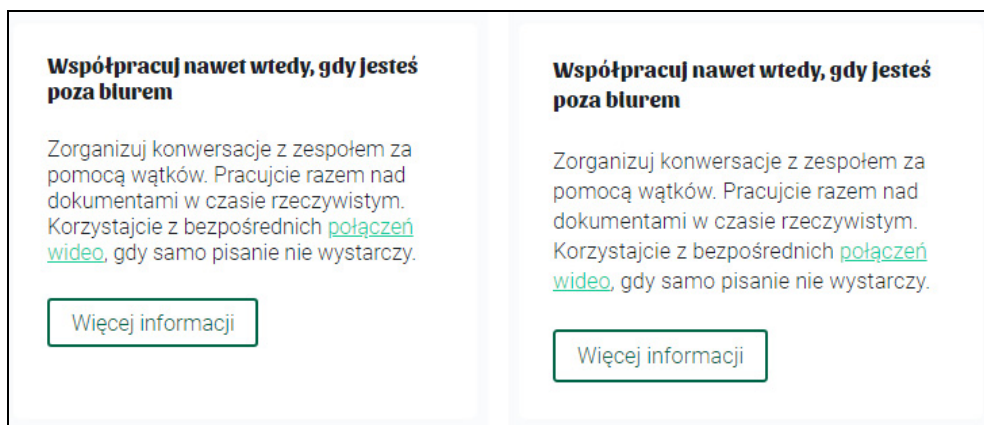 Współpracuj nawet wtedy, gdy jesteś
poza biurem
Zorganizuj konwersacje z zespołem za
pomocą wątków. Pracujcie razem nad
dokumentami w czasie rzeczywistym.
Korzystajcie z bezpośrednich połączeń
wideo, gdy samo pisanie nie wystarczy.
Więcej informacji
Współpracuj nawet wtedy, gdy jesteś
poza biurem
Zorganizuj konwersacje z zespołem za
pomocą wątków. Pracujcie razem nad
dokumentami w czasie rzeczywistym.
Korzystajcie z bezpośrednich połączeń
wideo, gdy samo pisanie nie wystarczy.
Więcej informacji